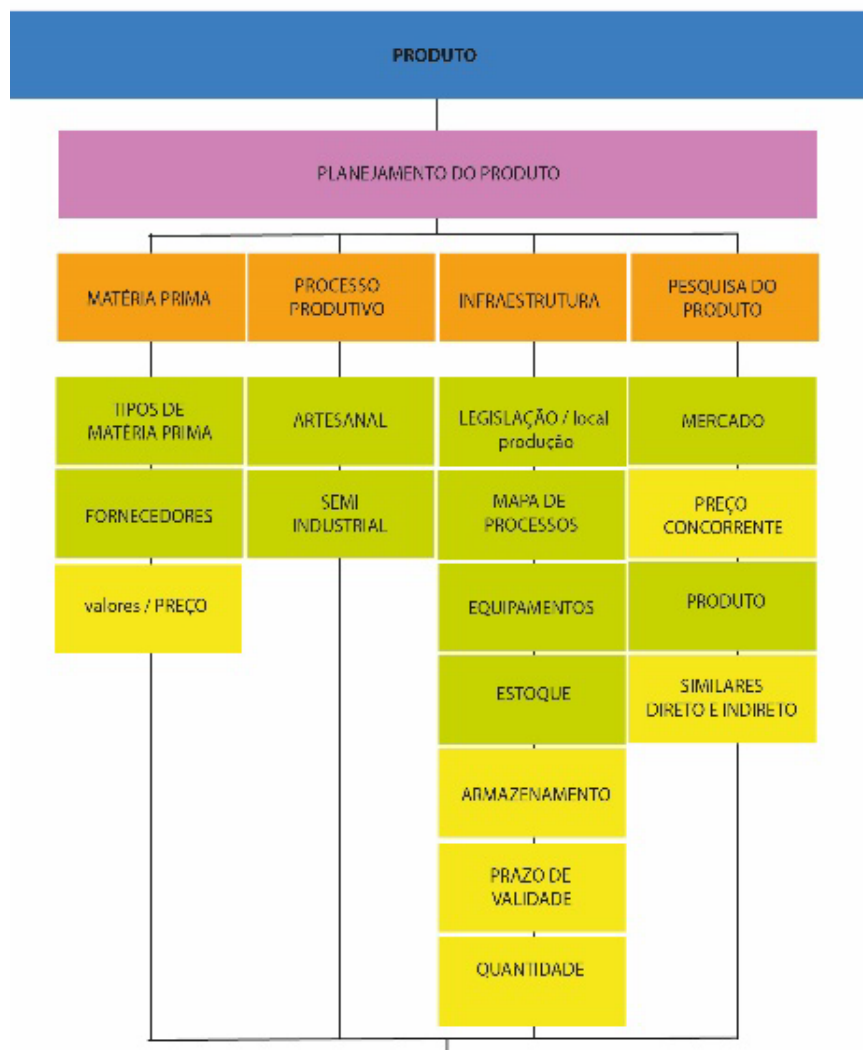 PRODUTO
PLANEJAMENTO DO PRODUTO
MATÉRIA PRIMA
PROCESSO
PRODUTIVO
INFRAESTRUTURA
PESQUISA DO
PRODUTO
TIPOS DE
MATÉRIA PRIMA
ARTESANAL
LEGISLAÇÃO / local
produção
MERCADO
FORNECEDORES
SEMI
INDUSTRIAL
MAPA DE
PROCESSOS
PREÇO
CONCORRENTE
valores / PREÇO
EQUIPAMENTOS
PRODUTO
ESTOQUE
SIMILARES
DIRETO E INDIRETO
ARMAZENAMENTO
PRAZO DE
VALIDADE
QUANTIDADE